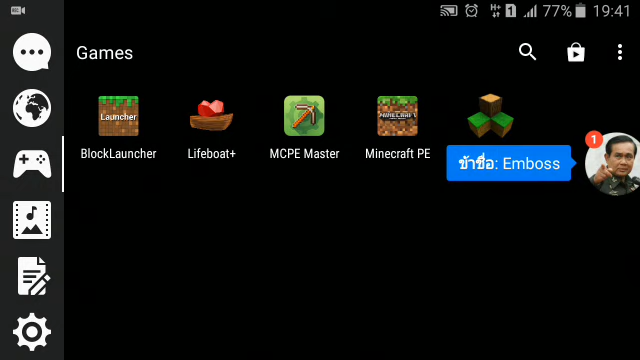 77% 19:41
Games
Launcher
MINECRAFT
BlockLauncher Lifeboat+ MCPE Master Minecraft PE
ข้าชื่อ: Emboss
1